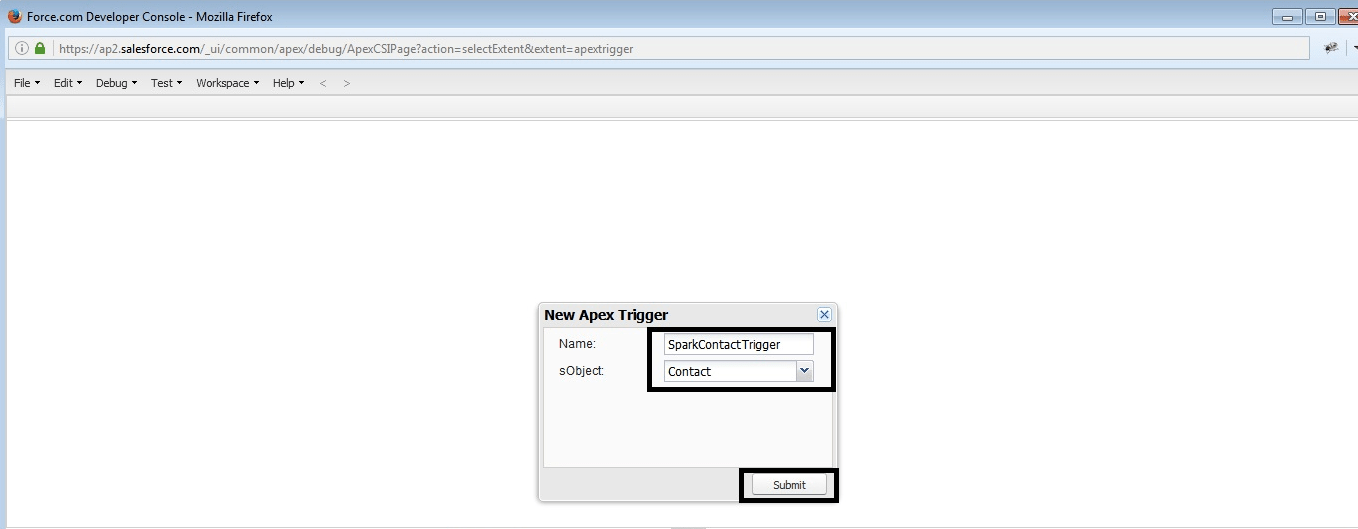 Force.com Developer Console - Mozilla Firefox
https://ap2.salesforce.com/_ui/common/apex/debug/ApexCSIPage?action=selectExtent&extent=apextrigger
File Edit Debug Test Workspace Help < >
New Apex Trigger
Name: SparkContactTrigger
sObject: Contact
Submit